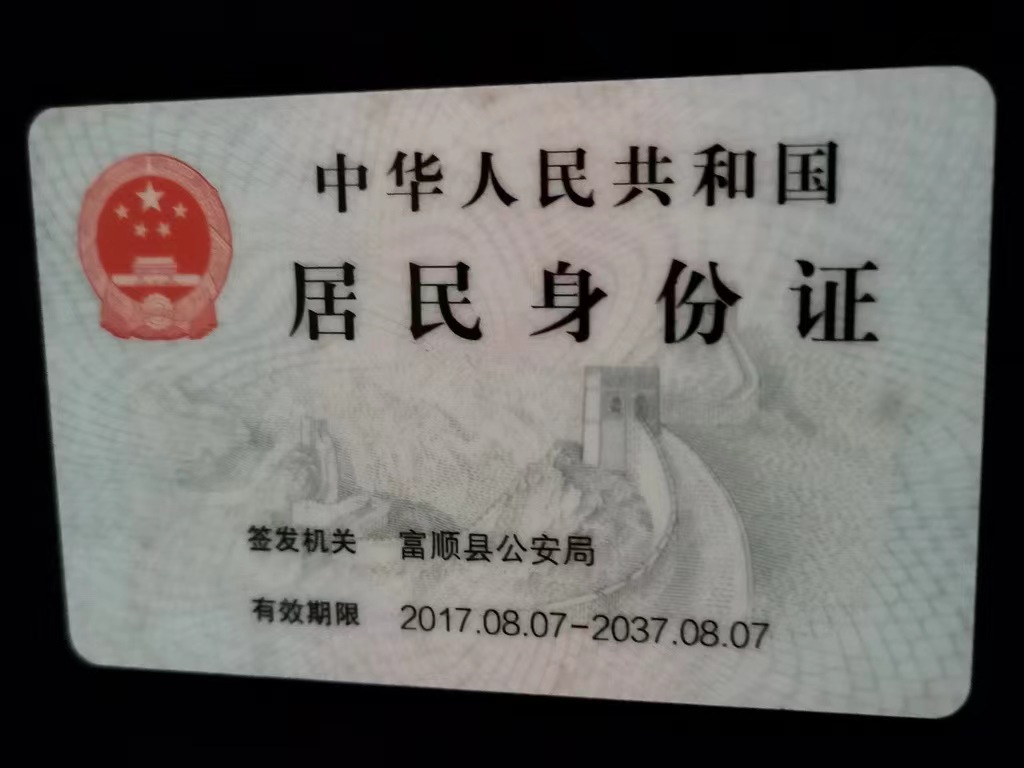 中华人民共和国
居民身份证
签发机关 富顺县公安局
有效期限 2017.08.07-2037.08.07